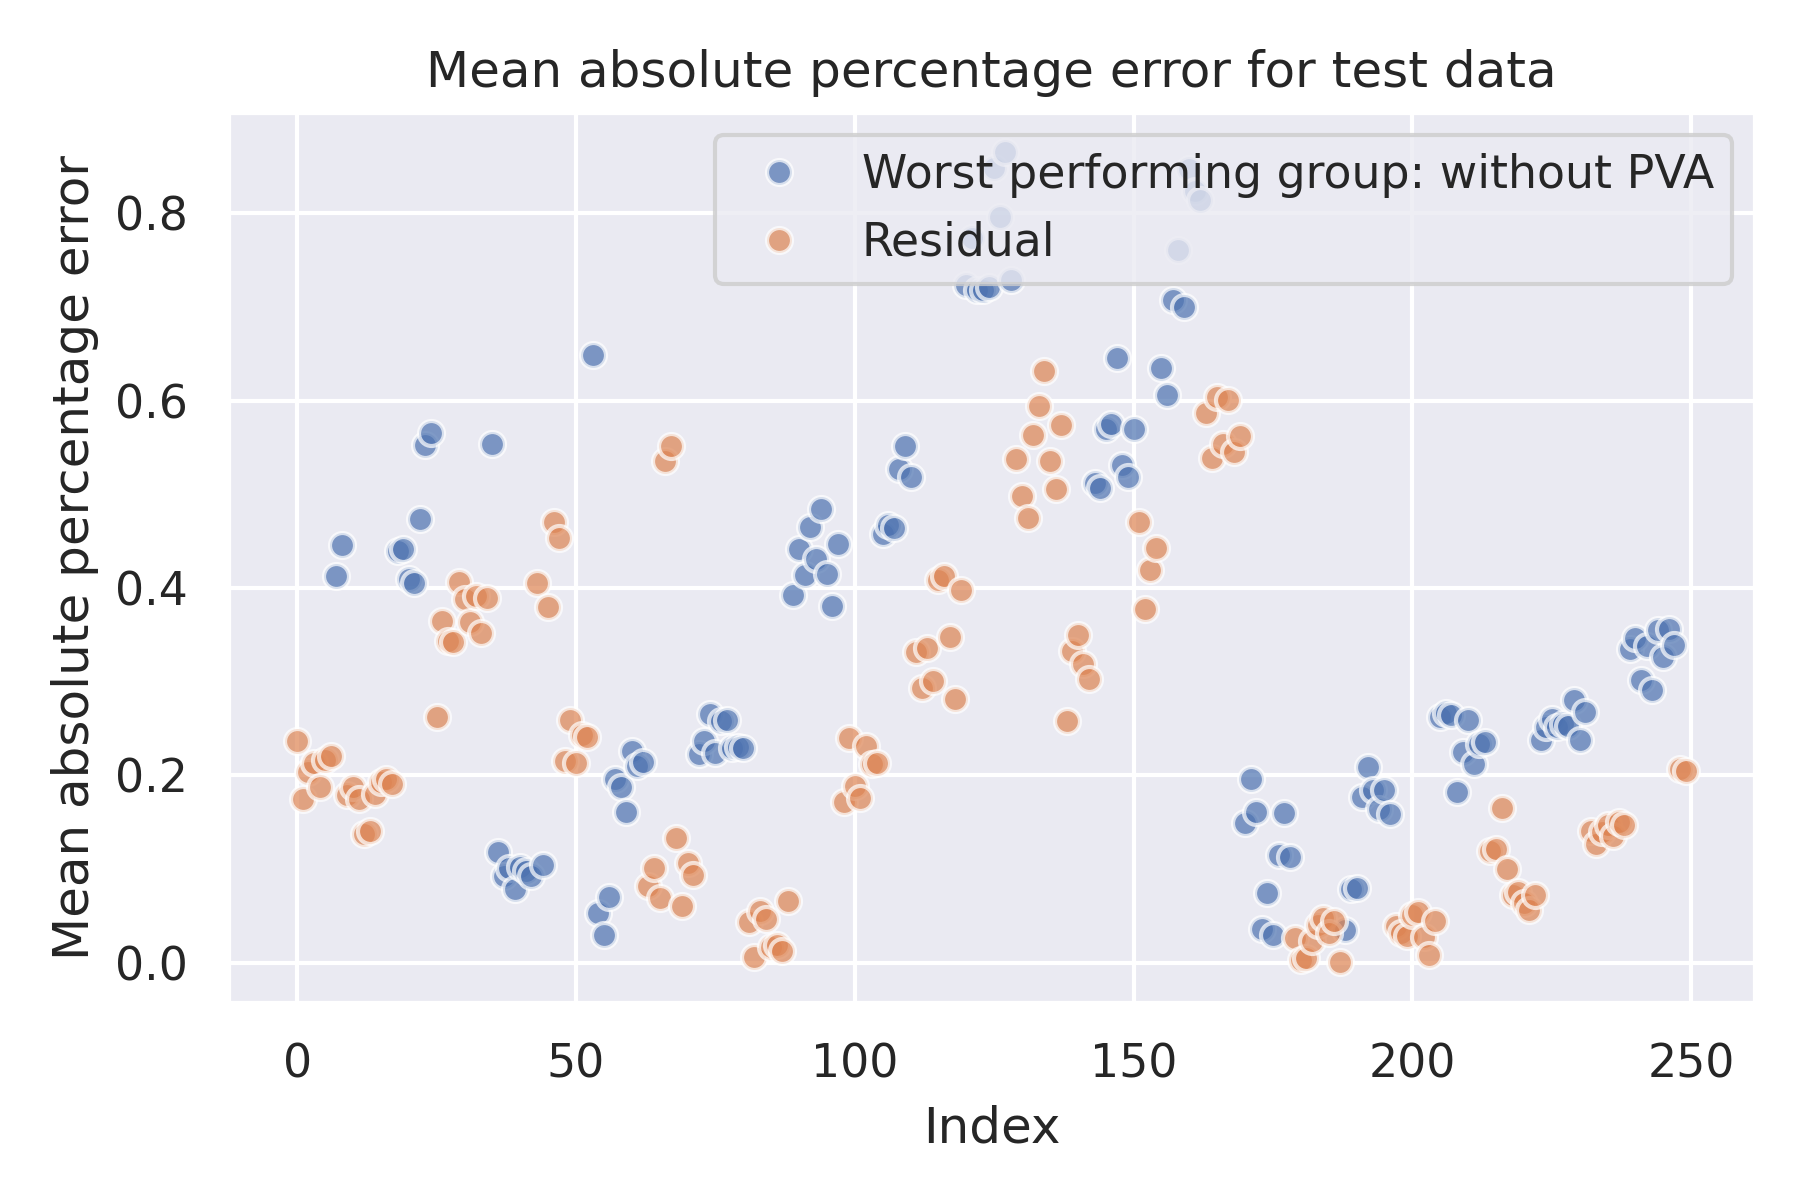 Mean absolute percentage error for test data
Worst performing group: without PVA
Residual
Mean absolute percentage error
0.8
0.6
0.4
0.2
0.0
0 50 100 150 200 250
Index